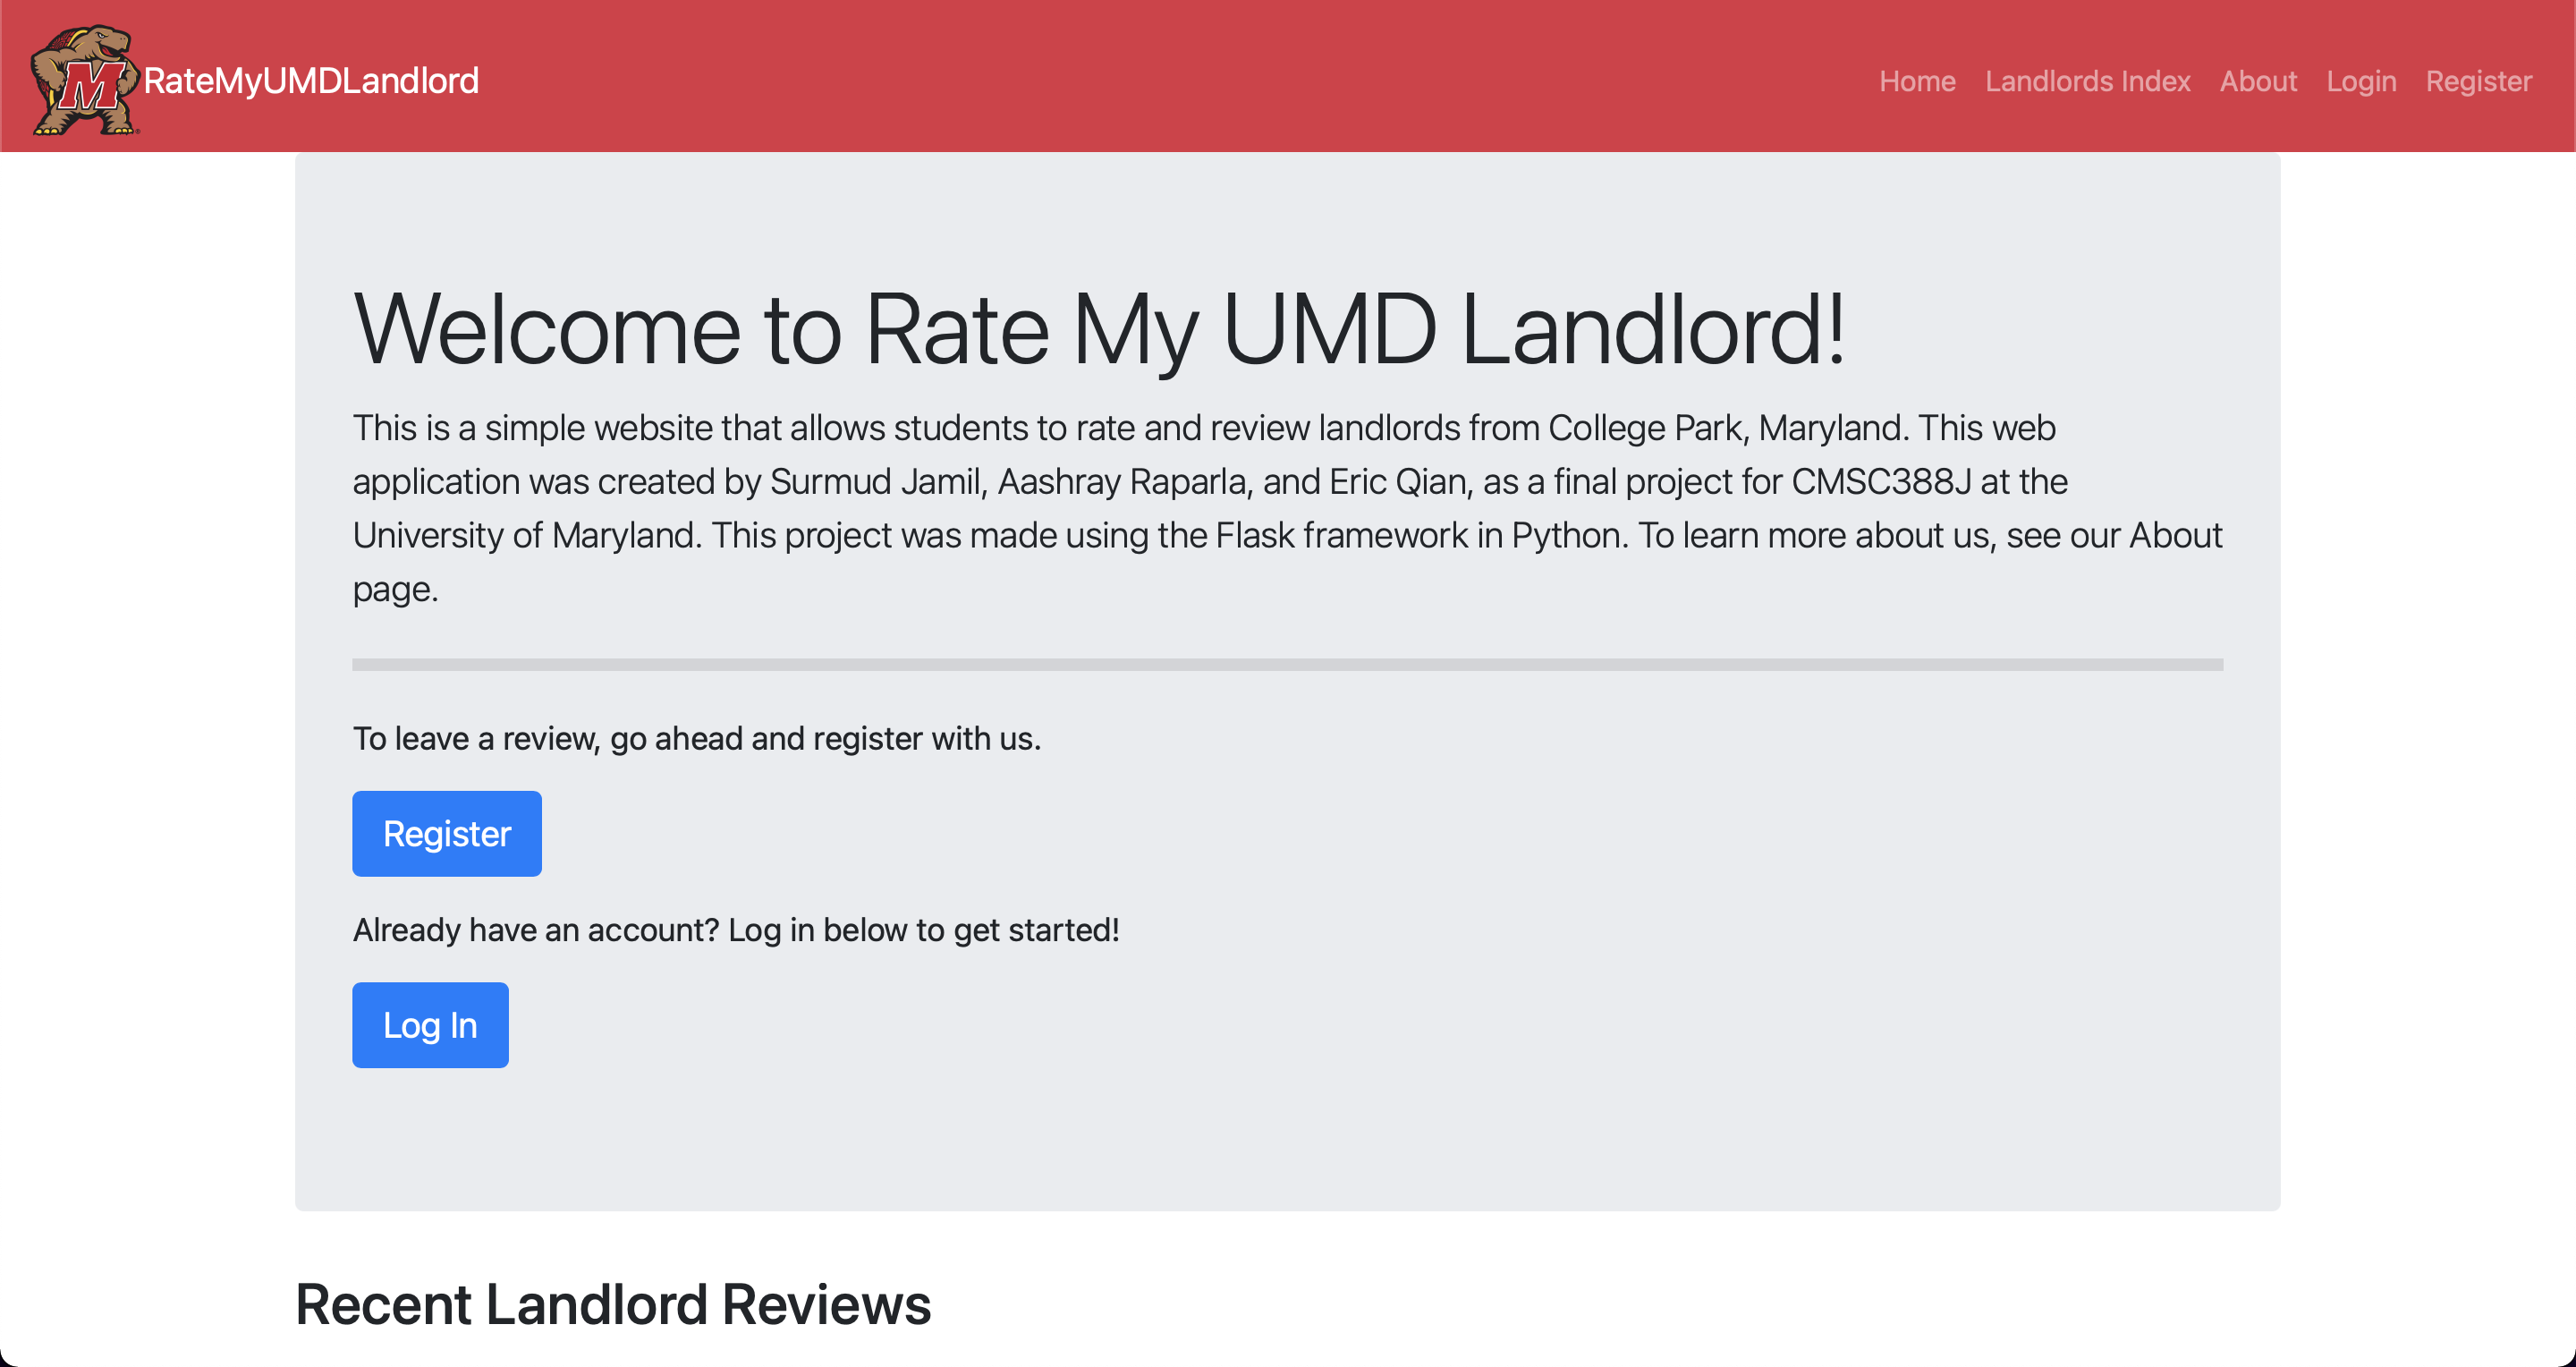 M RateMyUMDLandlord Home Landlords Index About Login Register
Welcome to Rate My UMD Landlord!
This is a simple website that allows students to rate and review landlords from College Park, Maryland. This web
application was created by Surmud Jamil, Aashray Raparla, and Eric Qian, as a final project for CMSC388J at the
University of Maryland. This project was made using the Flask framework in Python. To learn more about us, see our About
page.
To leave a review, go ahead and register with us.
Register
Already have an account? Log in below to get started!
Log In
Recent Landlord Reviews